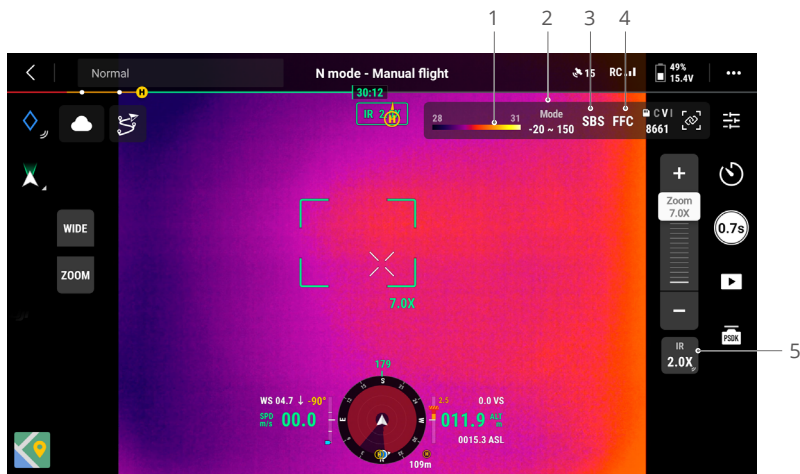 1 2 3 4
Normal
N mode - Manual flight
15
RC
49%
15.4V
H
30:12
IR 2
X
H
28 31
Mode
-20 ~ 150
SBS
FFC
C V I
8661
WIDE
ZOOM
+
Zoom
7.0X
0.7s
7.0X
−
PSDK
IR
2.0X
5
179
S
E
W
WS 04.7 ↓ -90°
SPD
m/s
00.0
2.5
0.0 VS
011.9
ALT
m
0015.3 ASL
H
H
109m